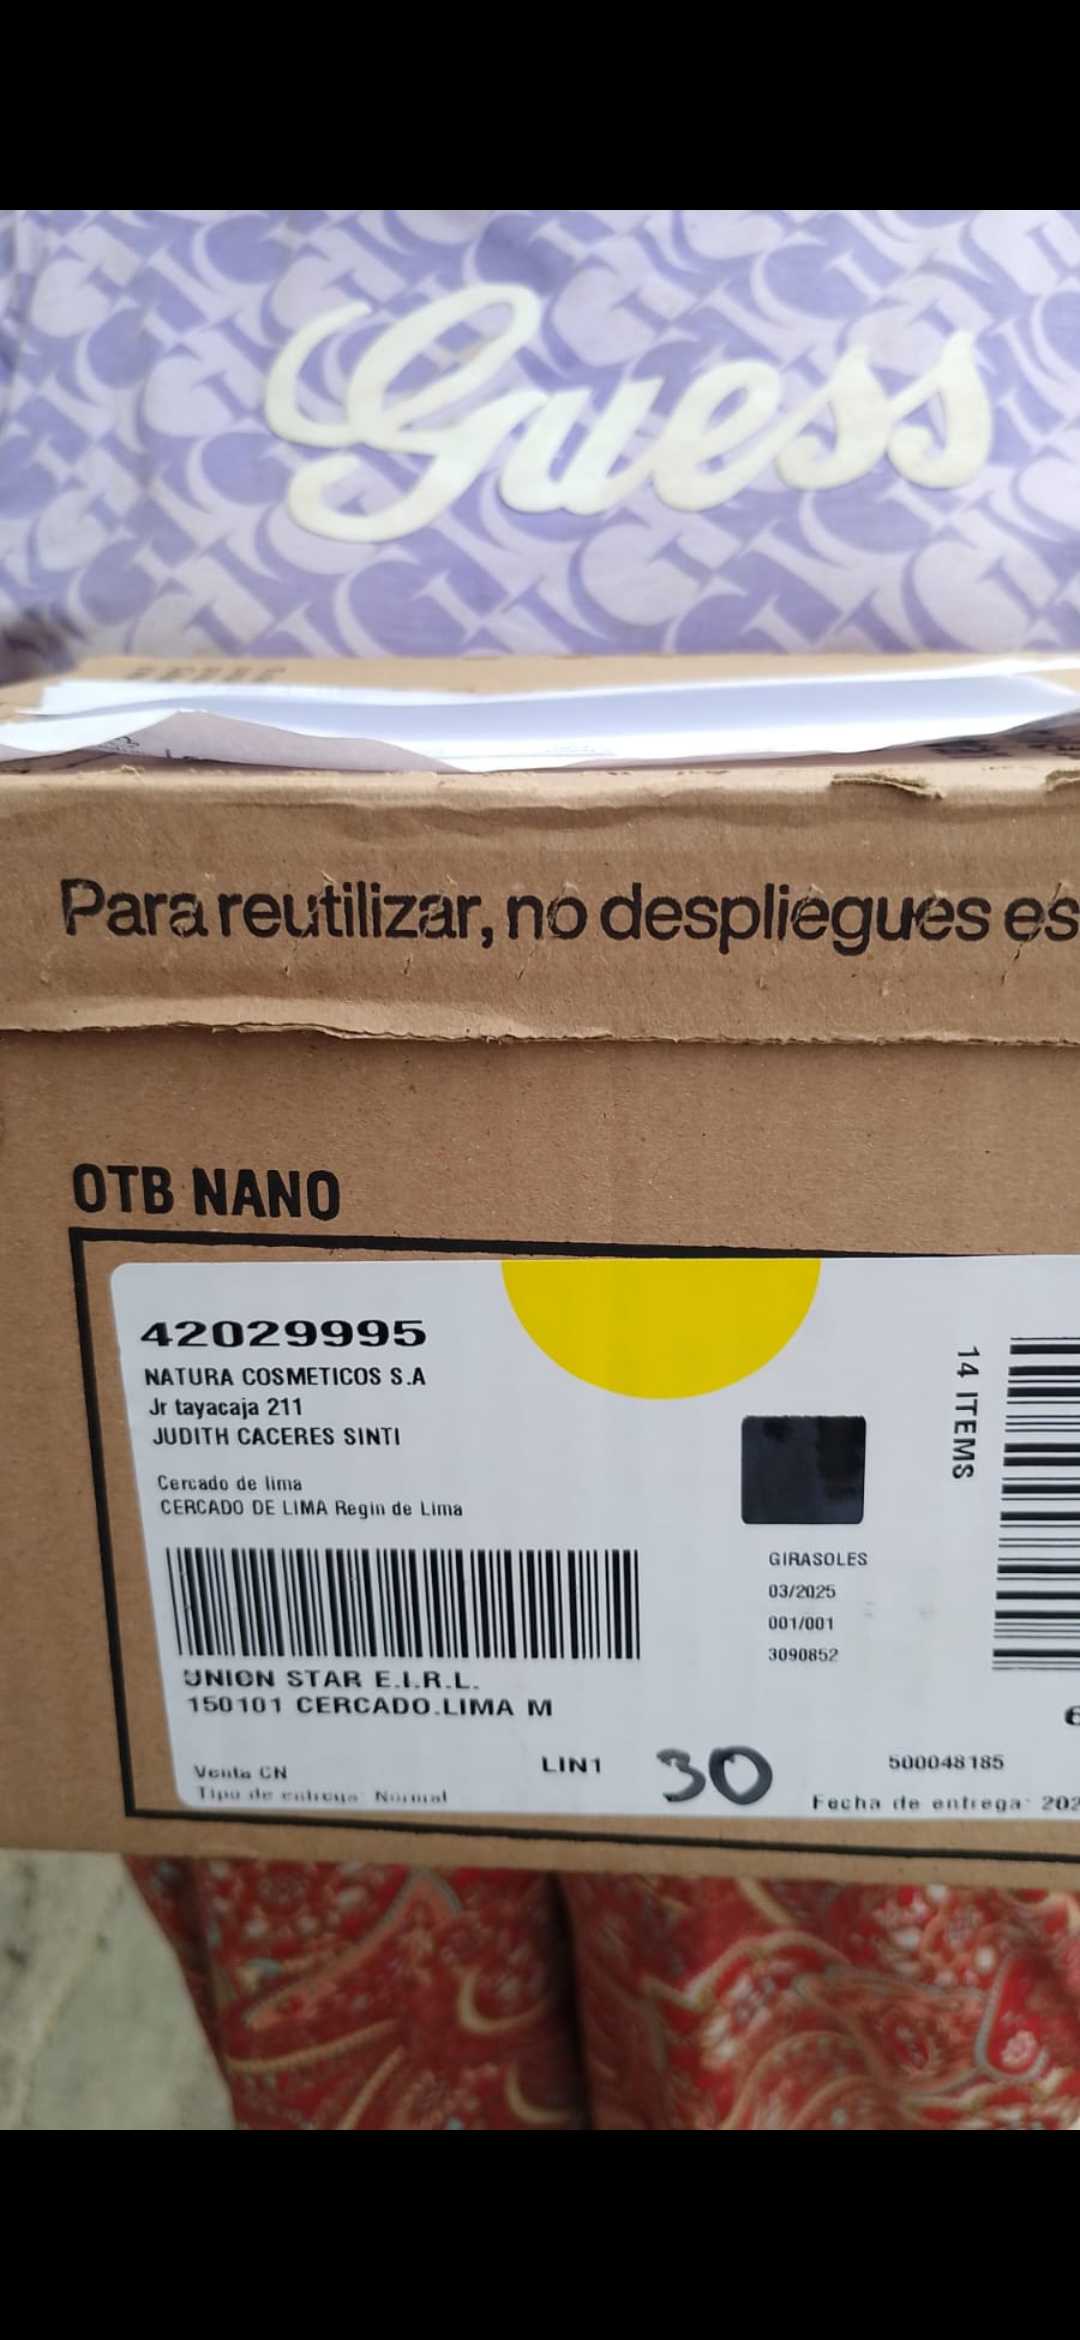 Guess
Para reutilizar, no despliegues es
OTB NANO
42029995
NATURA COSMETICOS S.A
Jr tayacaja 211
JUDITH CACERES SINTI
Cercado de lima
CERCADO DE LIMA Regin de Lima
14 ITEMS
GIRASOLES
03/2025
001/001
3090852
UNION STAR E.I.R.L.
150101 CERCADO.LIMA M
Venta CN
Tipo de entrega: Normal
LIN1
30
500048185
Fecha de entrega: 202